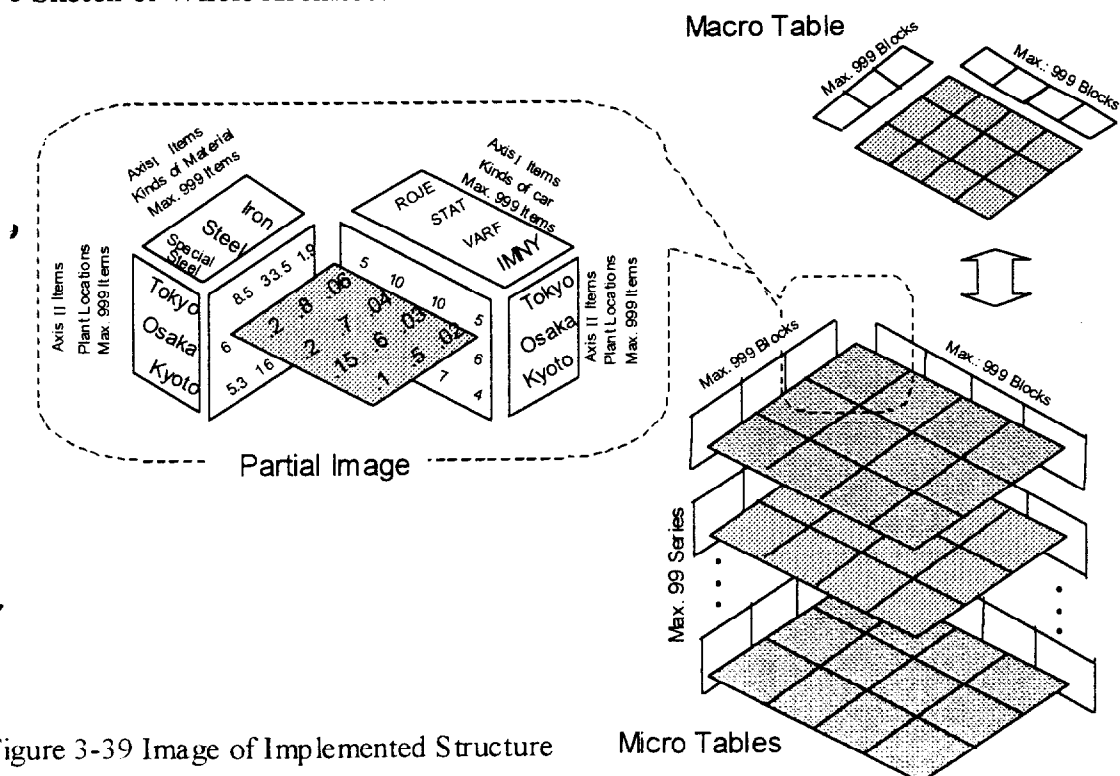 Macro Table
Max. 999 Blocks
Max.: 999 Blocks
Axis I Items
Kinds of Material
Max. 999 Items
Axis I Items
Kinds of car
Max. 999 Items
Iron
Steel
Special
Steel
ROJE
STAT
VARF
IMNY
Axis II Items
Plant Locations
Max. 999 Items
Tokyo
Osaka
Kyoto
8.5 33.5 1.9
6
5.3 16
.2 .8 .06
.2 .7 .04
.15 .6 .03
.1 .5 .02
5 10 10 5
6
7 4
Tokyo
Osaka
Kyoto
Axis II Items
Plant Locations
Max. 999 Items
Partial Image
Max. 999 Blocks
Max.: 999 Blocks
Max. 99 Series
Micro Tables
igure 3-39 Image of Implemented Structure